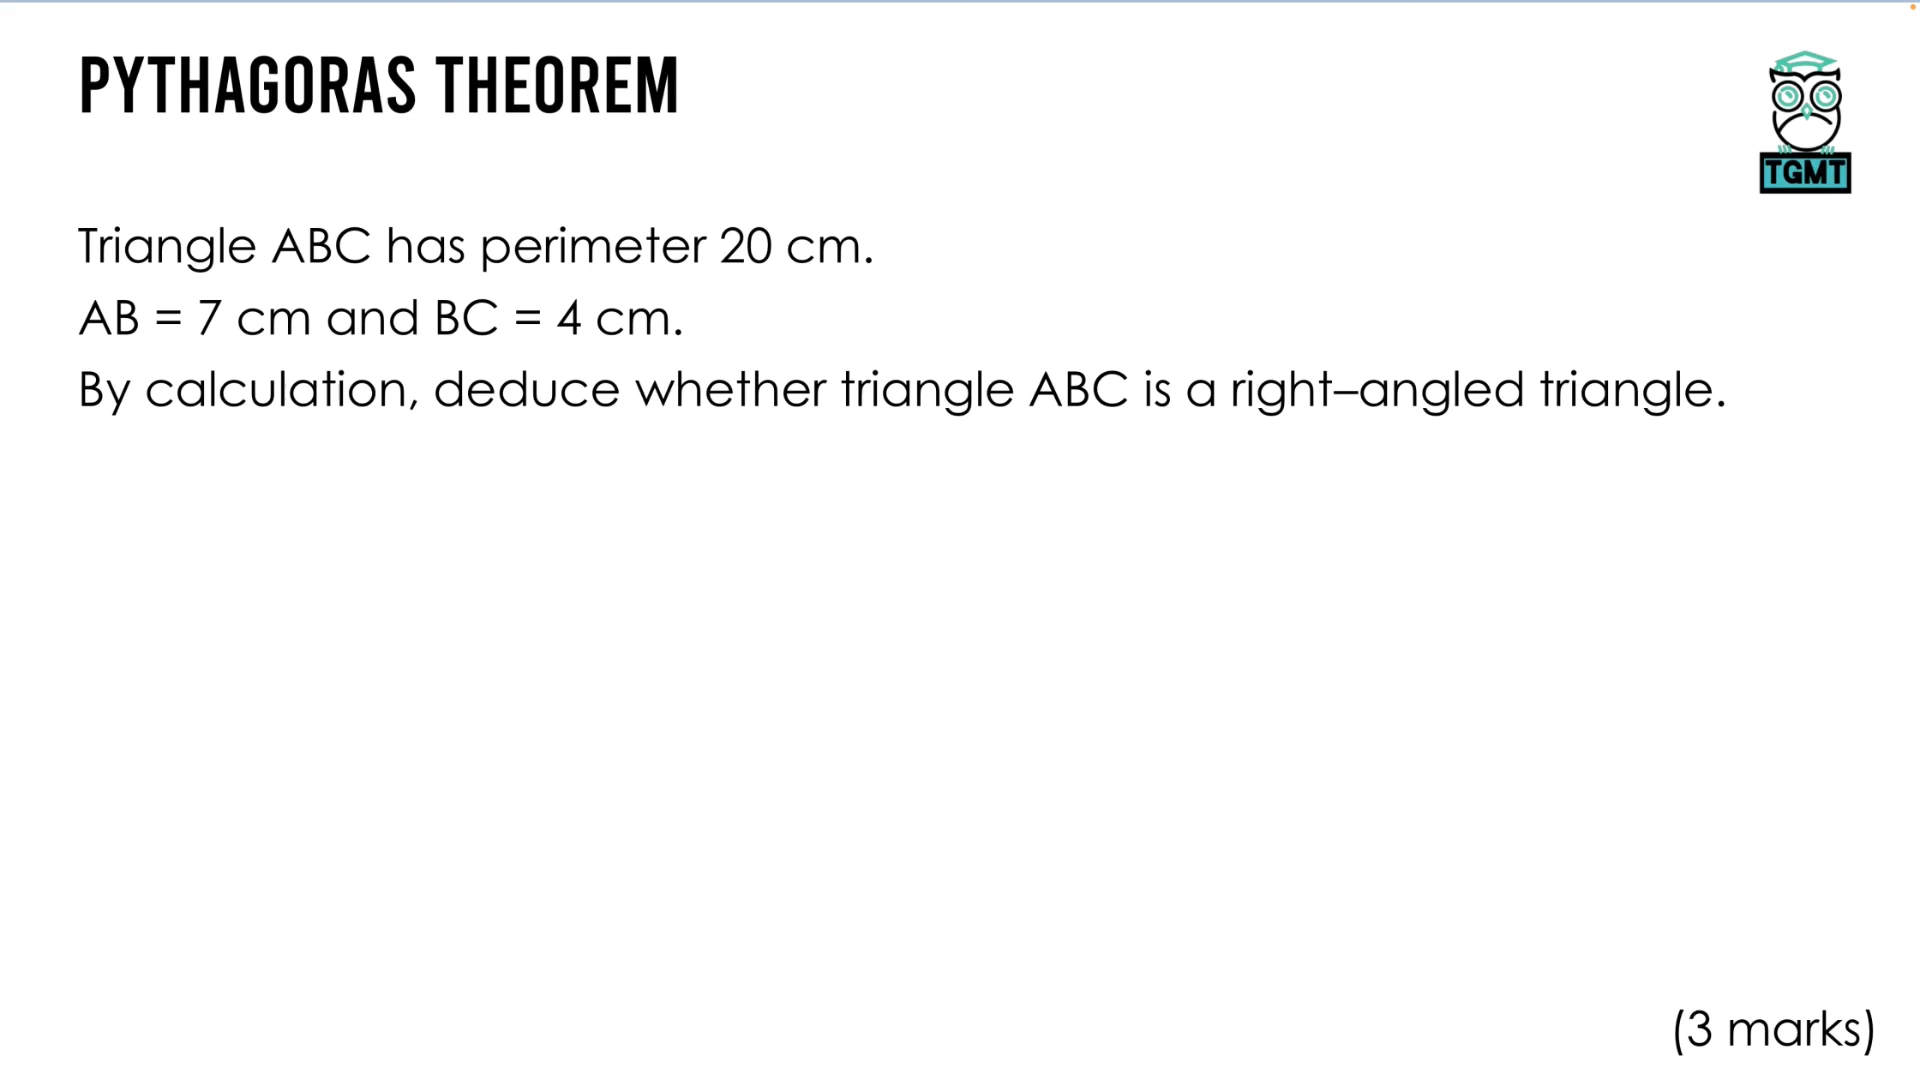 PYTHAGORAS THEOREM
TGMT
Triangle ABC has perimeter 20 cm.
AB = 7 cm and BC = 4 cm.
By calculation, deduce whether triangle ABC is a right–angled triangle.
(3 marks)